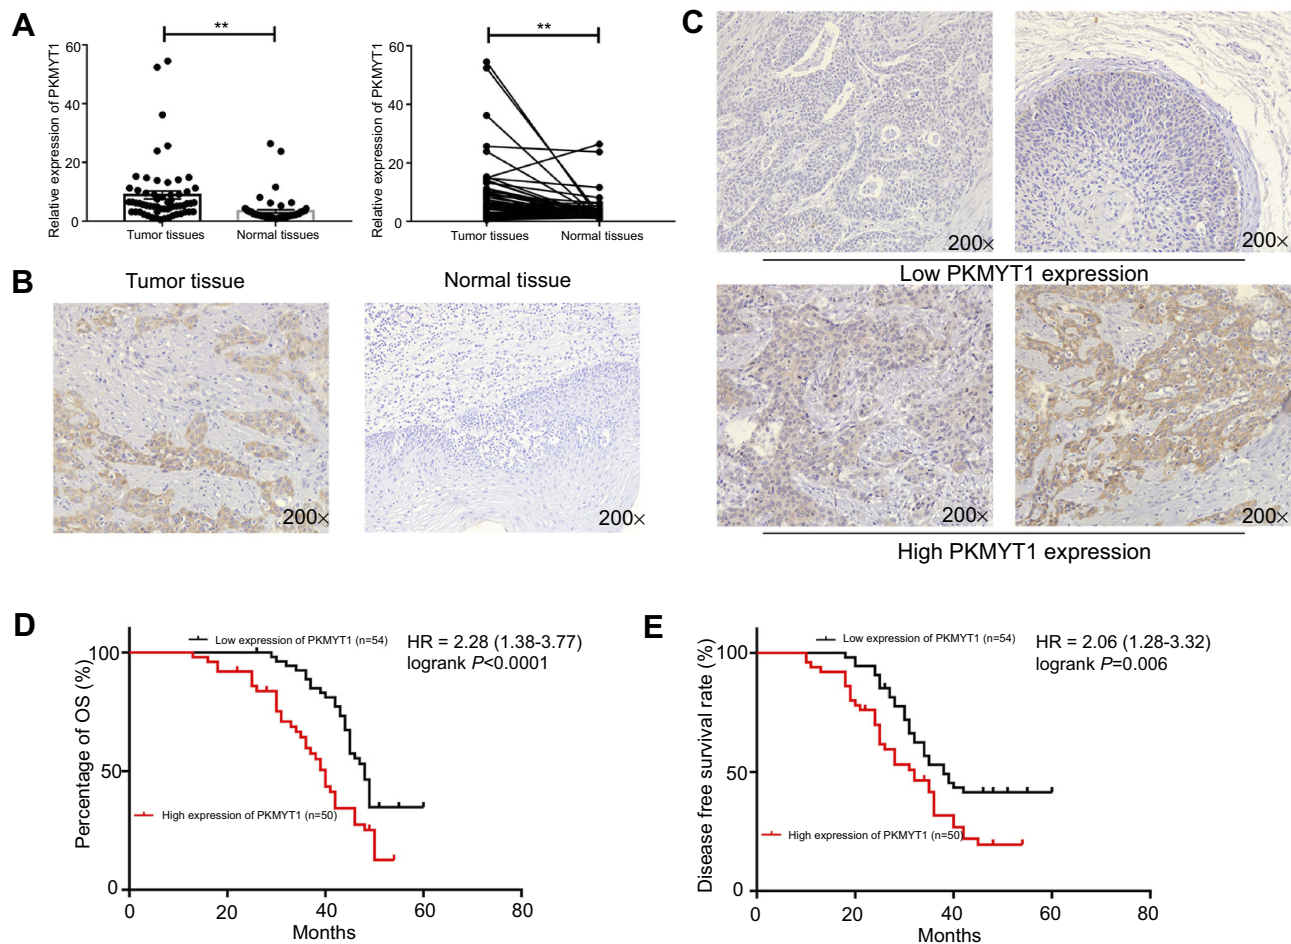 A
**
Relative expression of PKMYT1
60
40
20
0
Tumor tissues
Normal tissues
**
Relative expression of PKMYT1
60
40
20
0
Tumor tissues
Normal tissues
B
Tumor tissue
Normal tissue
200×
200×
C
200×
200×
Low PKMYT1 expression
200×
200×
High PKMYT1 expression
D
Low expression of PKMYT1 (n=54)
HR = 2.28 (1.38-3.77)
logrank P<0.0001
High expression of PKMYT1 (n=50)
Percentage of OS (%)
100
50
0
0 20 40 60 80
Months
E
Low expression of PKMYT1 (n=54)
HR = 2.06 (1.28-3.32)
logrank P=0.006
High expression of PKMYT1 (n=50)
Disease free survival rate (%)
100
50
0
0 20 40 60 80
Months